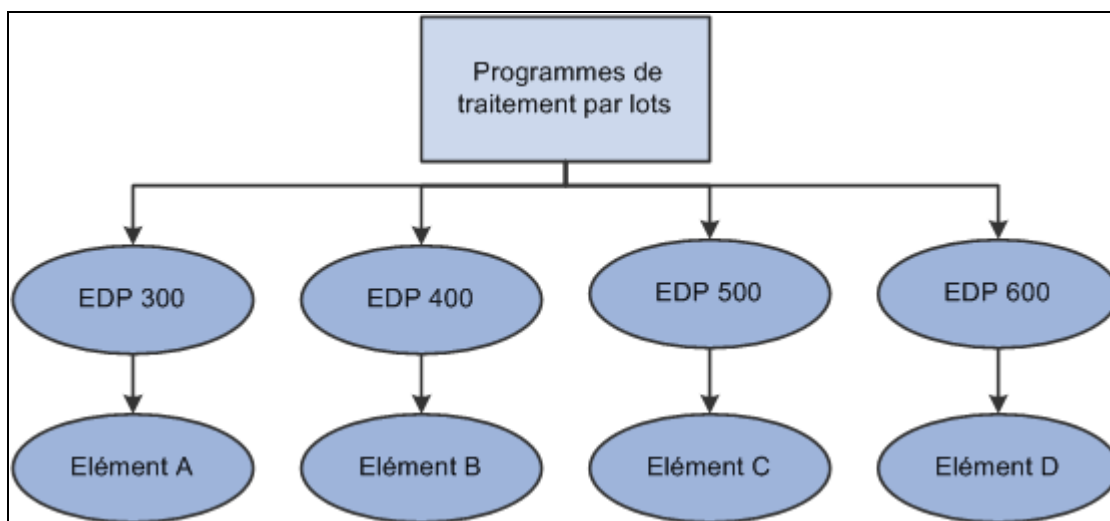 Programmes de
traitement par lots
EDP 300
EDP 400
EDP 500
EDP 600
Elément A
Elément B
Elément C
Elément D